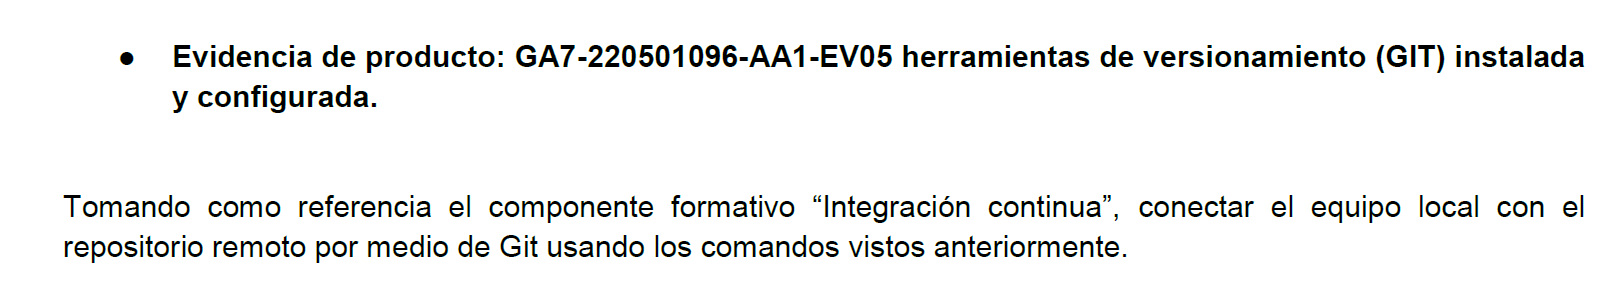 ● Evidencia de producto: GA7-220501096-AA1-EV05 herramientas de versionamiento (GIT) instalada
y configurada.
Tomando como referencia el componente formativo “Integración continua”, conectar el equipo local con el
repositorio remoto por medio de Git usando los comandos vistos anteriormente.